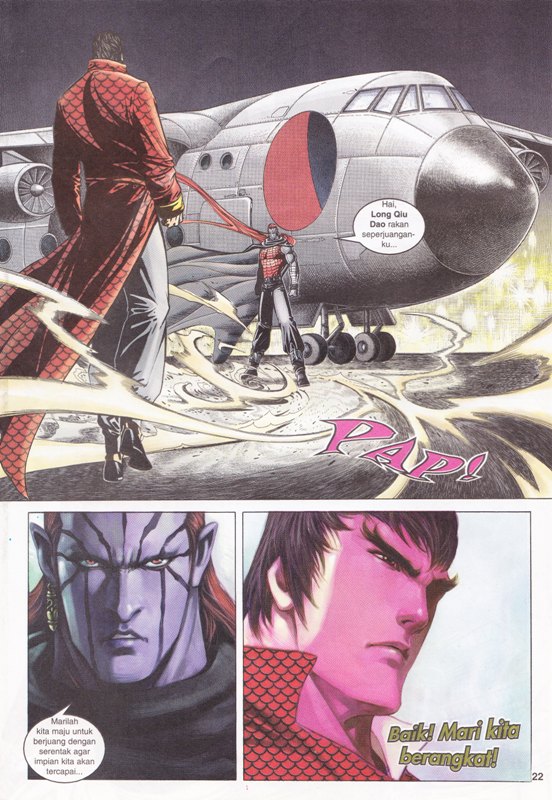 Hai,
Long Qiu
Dao rakan
seperjuangan-
ku...
PAP!
Marilah
kita maju untuk
berjuang dengan
serentak agar
impian kita akan
tercapai...
Baik! Mari kita
berangkat!
22